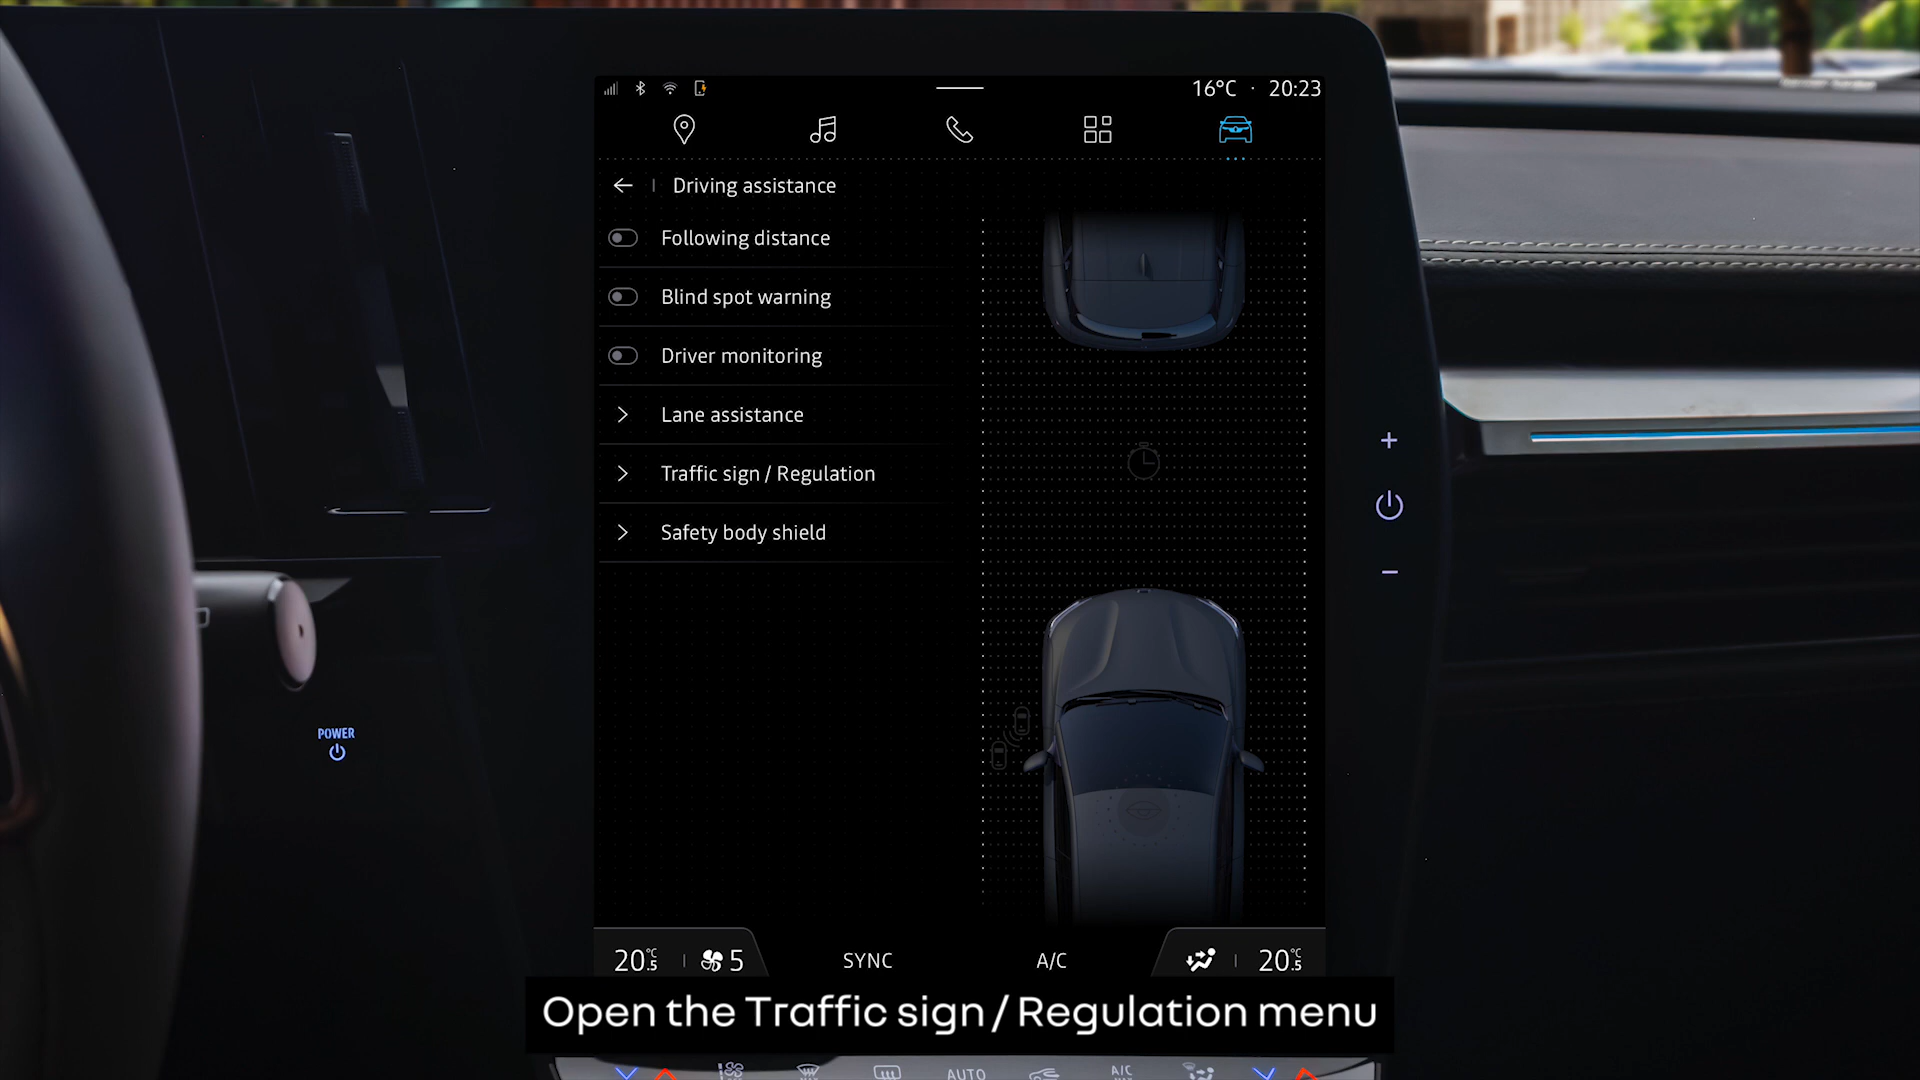 16°C · 20:23
Driving assistance
Following distance
Blind spot warning
Driver monitoring
Lane assistance
Traffic sign / Regulation
Safety body shield
POWER
20.5°C 5 SYNC A/C 20.5°C
Open the Traffic sign / Regulation menu
AUTO A/C